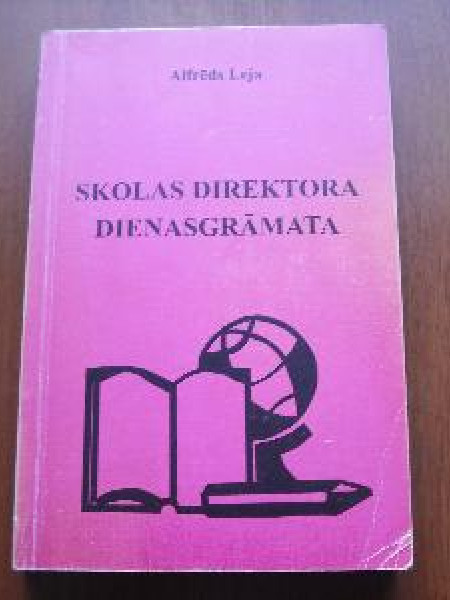 Alfrēds Leja
SKOLAS DIREKTORA
DIENASGRĀMATA